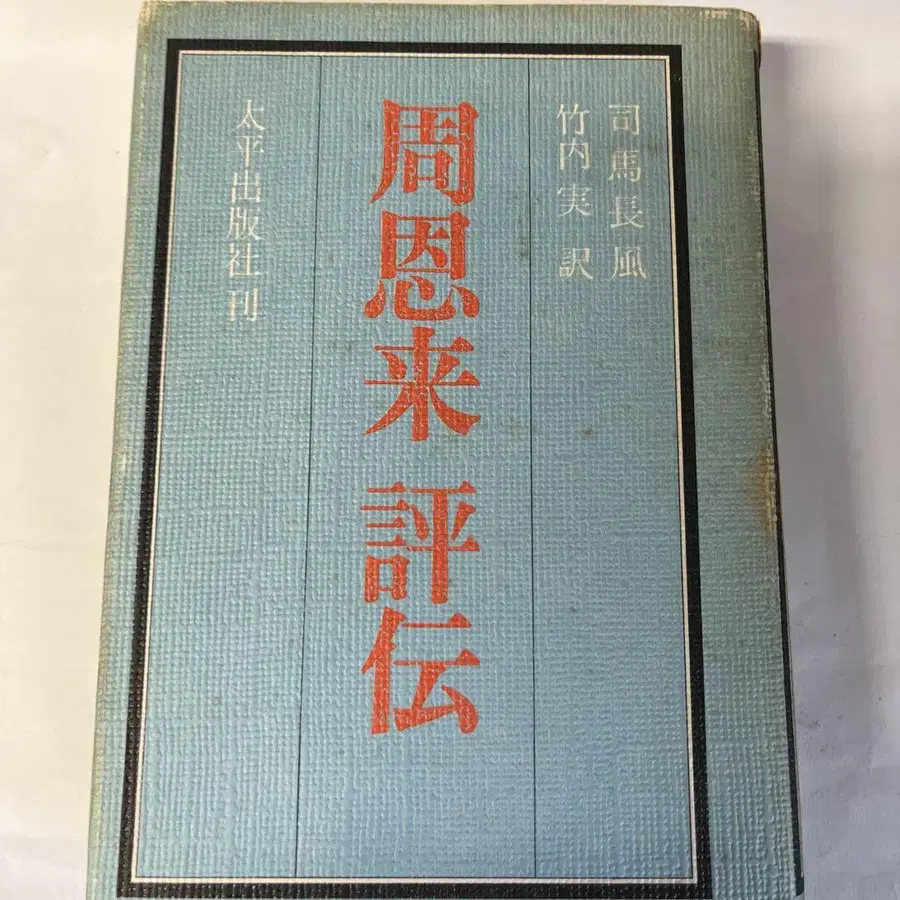 司馬長風
竹内実 訳
周恩来 評伝
太平出版社 刊